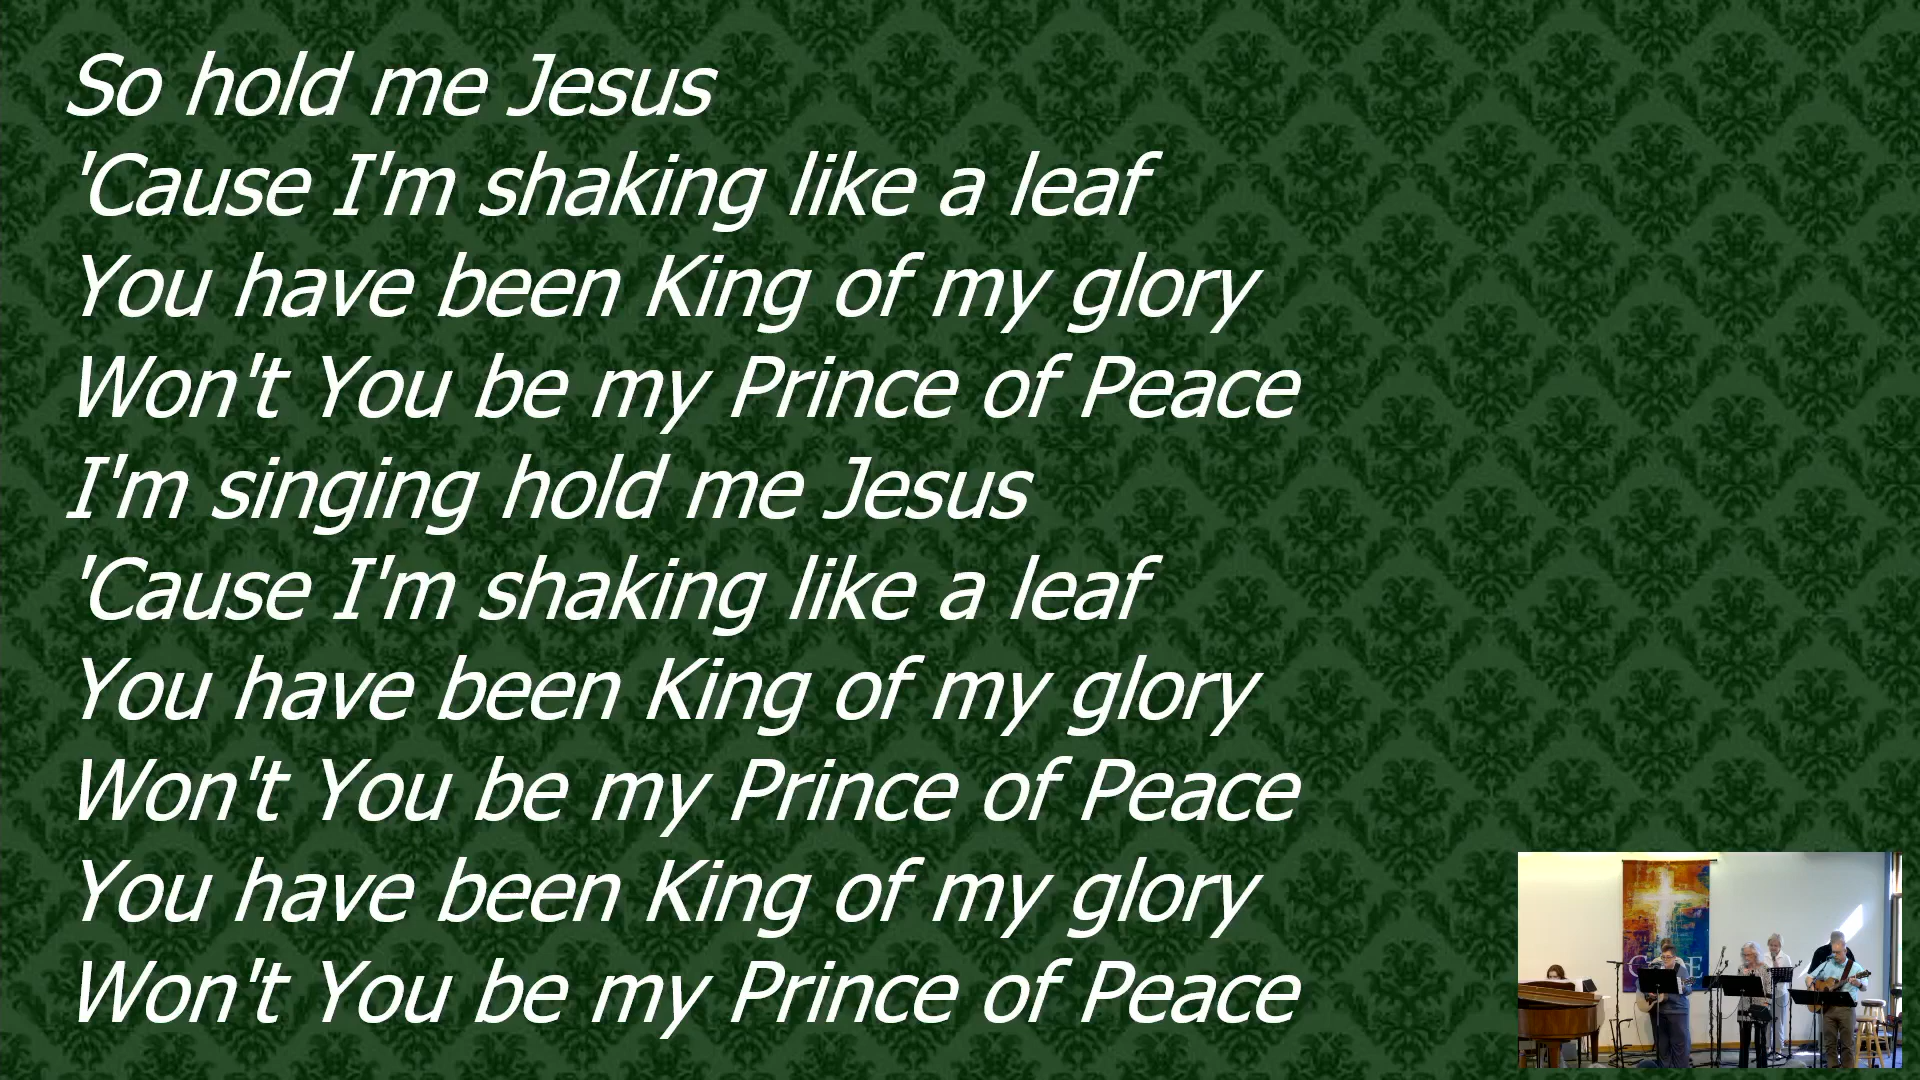 So hold me Jesus
'Cause I'm shaking like a leaf
You have been King of my glory
Won't You be my Prince of Peace
I'm singing hold me Jesus
'Cause I'm shaking like a leaf
You have been King of my glory
Won't You be my Prince of Peace
You have been King of my glory
Won't You be my Prince of Peace